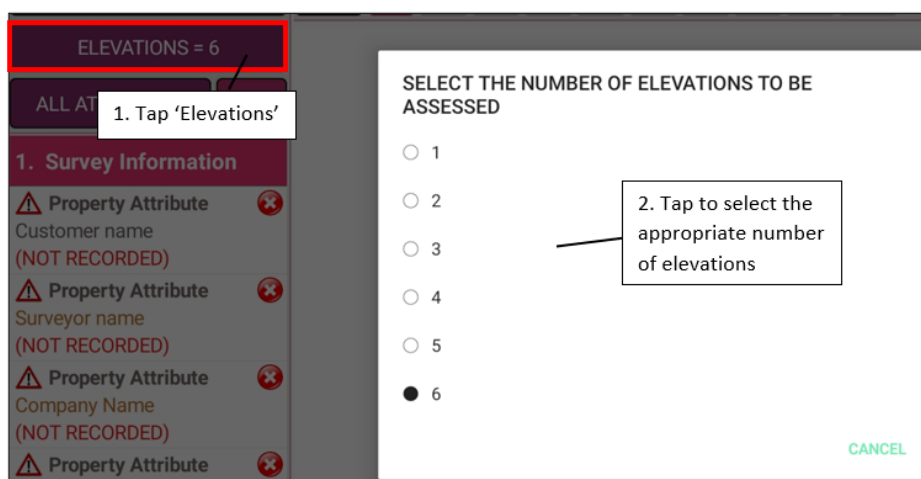 ELEVATIONS = 6
ALL AT
1. Tap ‘Elevations’
1. Survey Information
Property Attribute
Customer name
(NOT RECORDED)
Property Attribute
Surveyor name
(NOT RECORDED)
Property Attribute
Company Name
(NOT RECORDED)
Property Attribute
SELECT THE NUMBER OF ELEVATIONS TO BE
ASSESSED
1
2
3
4
5
6
2. Tap to select the
appropriate number
of elevations
CANCEL